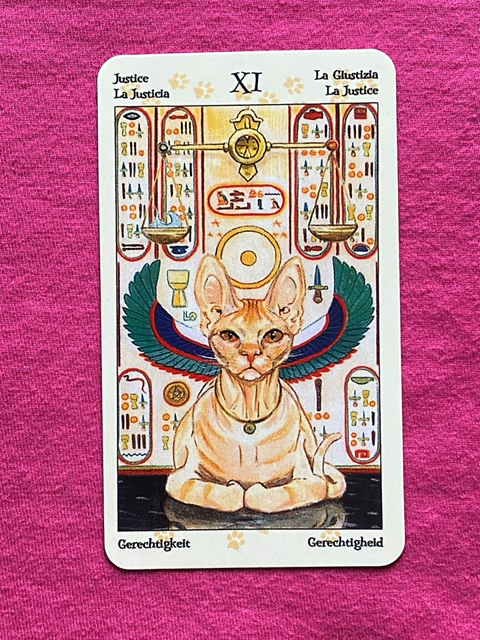 Justice
La Justicia
XI
La Giustizia
La Justice
Gerechtigkeit
Gerechtigheid